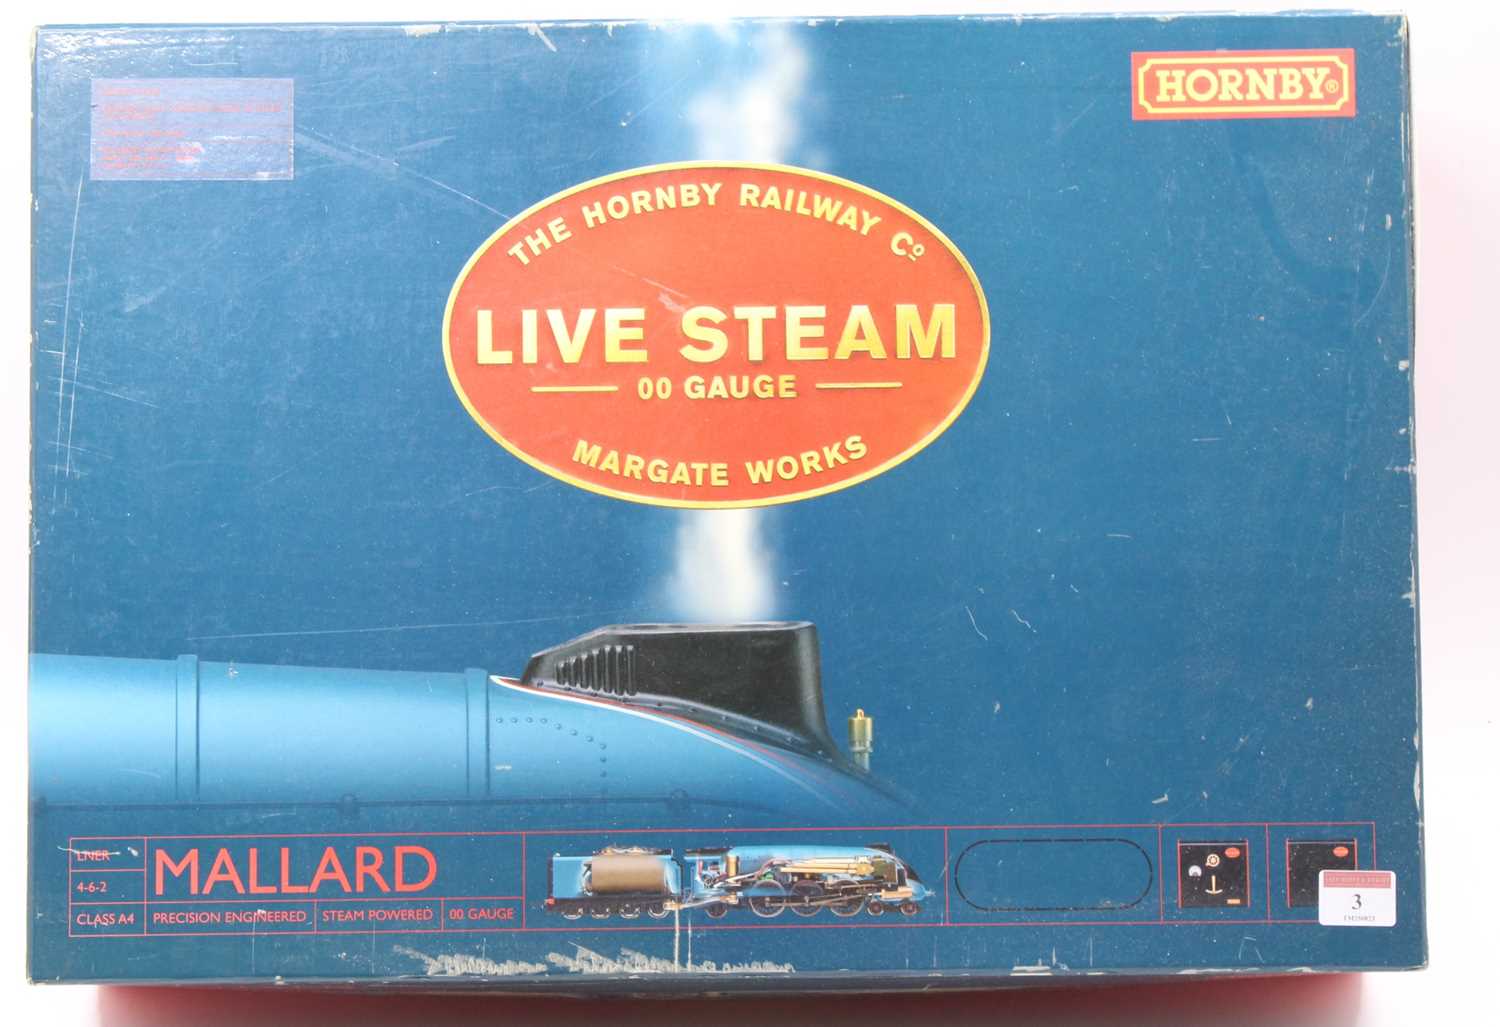 HORNBY®
THE HORNBY RAILWAY Cº
LIVE STEAM
00 GAUGE
MARGATE WORKS
LNER
4-6-2
CLASS A4
MALLARD
PRECISION ENGINEERED
STEAM POWERED
00 GAUGE
3